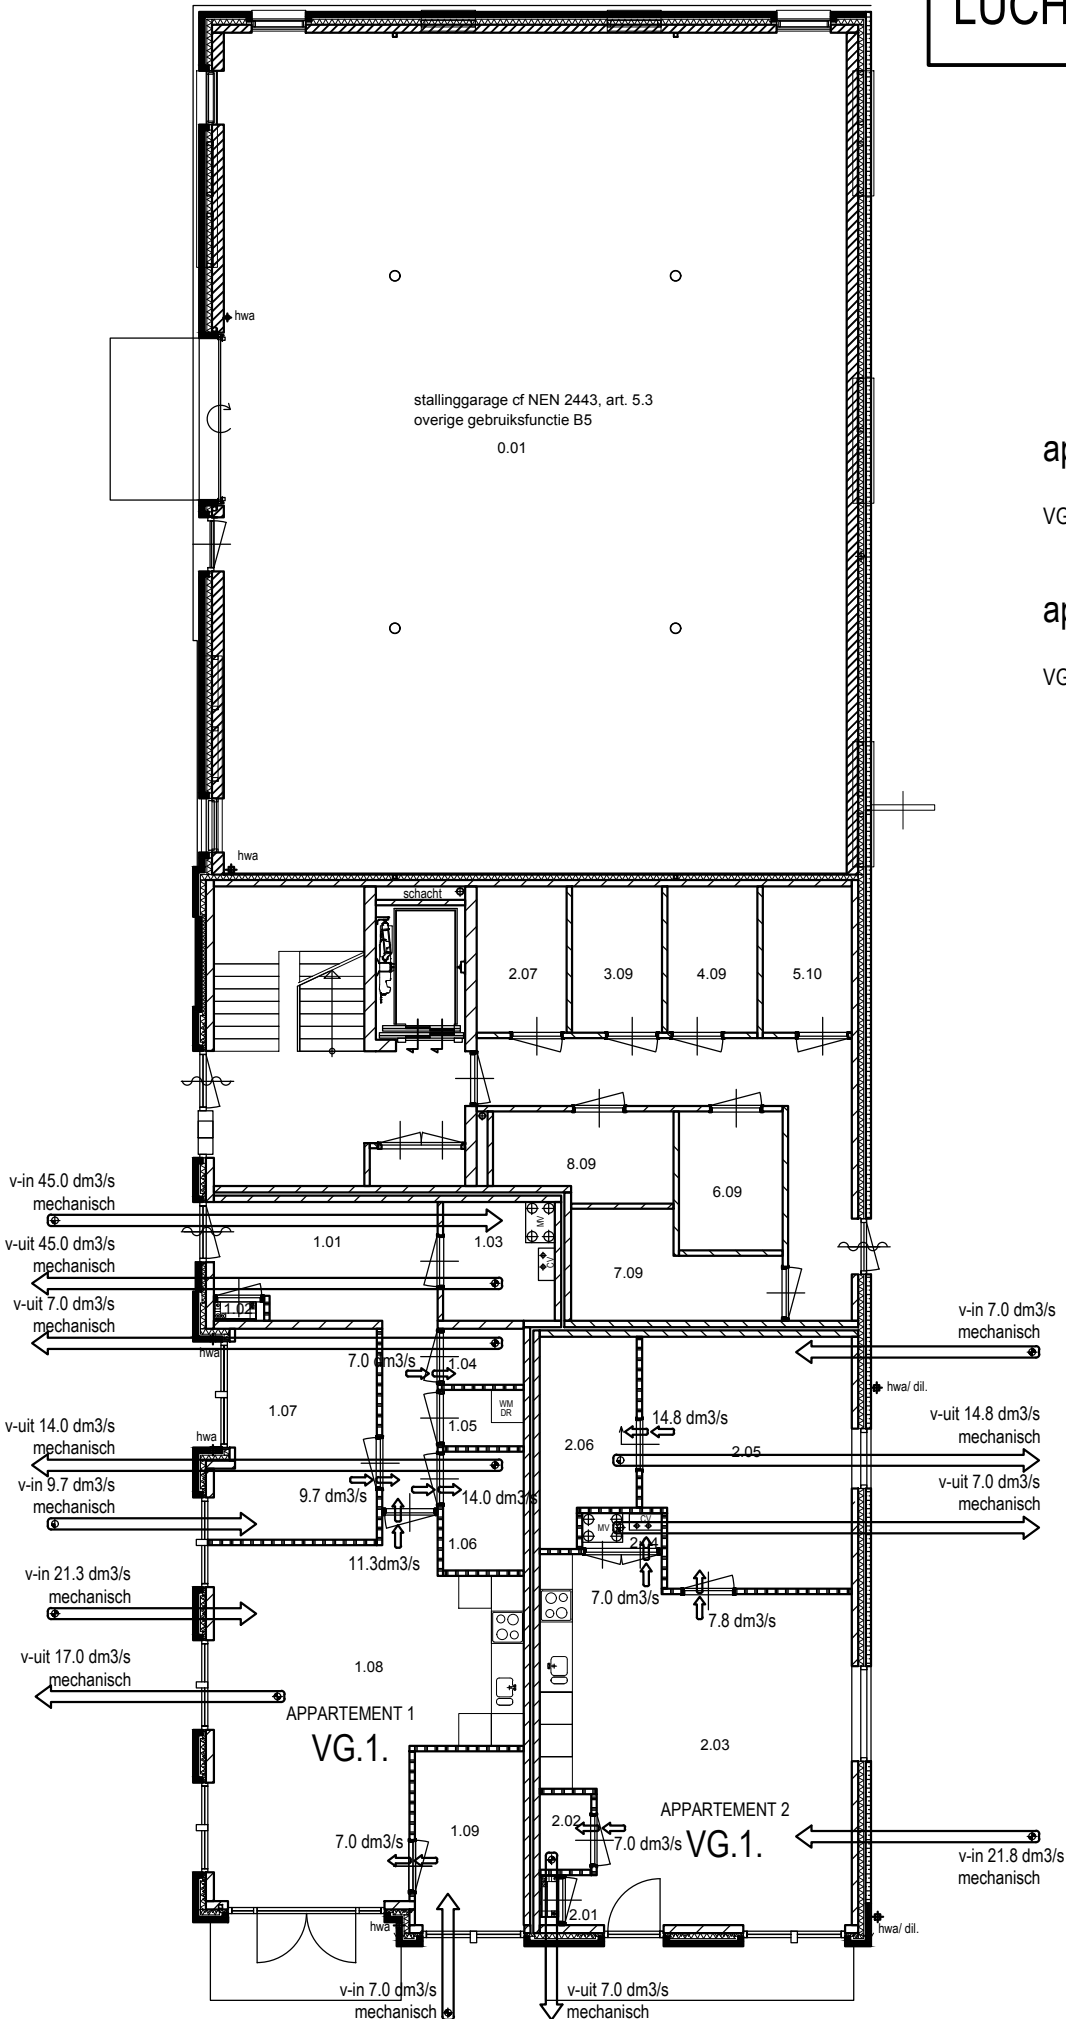 LUCH
hwa
stallinggarage cf NEN 2443, art. 5.3
overige gebruiksfunctie B5
0.01
ap
VG
ap
VG
hwa
schacht
2.07
3.09
4.09
5.10
8.09
6.09
7.09
v-in 45.0 dm3/s
mechanisch
v-uit 45.0 dm3/s
mechanisch
v-uit 7.0 dm3/s
mechanisch
1.01
1.03
MV
CV
1.02
hwa
7.0 dm3/s
1.04
v-in 7.0 dm3/s
mechanisch
hwa/ dil.
WM
DR
1.05
1.07
v-uit 14.0 dm3/s
mechanisch
hwa
v-in 9.7 dm3/s
mechanisch
9.7 dm3/s
14.0 dm3/s
1.06
11.3dm3/s
14.8 dm3/s
2.06
2.05
v-uit 14.8 dm3/s
mechanisch
v-uit 7.0 dm3/s
mechanisch
MV
CV
2.04
7.0 dm3/s
7.8 dm3/s
v-in 21.3 dm3/s
mechanisch
v-uit 17.0 dm3/s
mechanisch
1.08
APPARTEMENT 1
VG.1.
2.03
APPARTEMENT 2
VG.1.
2.02
7.0 dm3/s
7.0 dm3/s
1.09
v-in 21.8 dm3/s
mechanisch
2.01
hwa
hwa/ dil.
v-in 7.0 dm3/s
mechanisch
v-uit 7.0 dm3/s
mechanisch